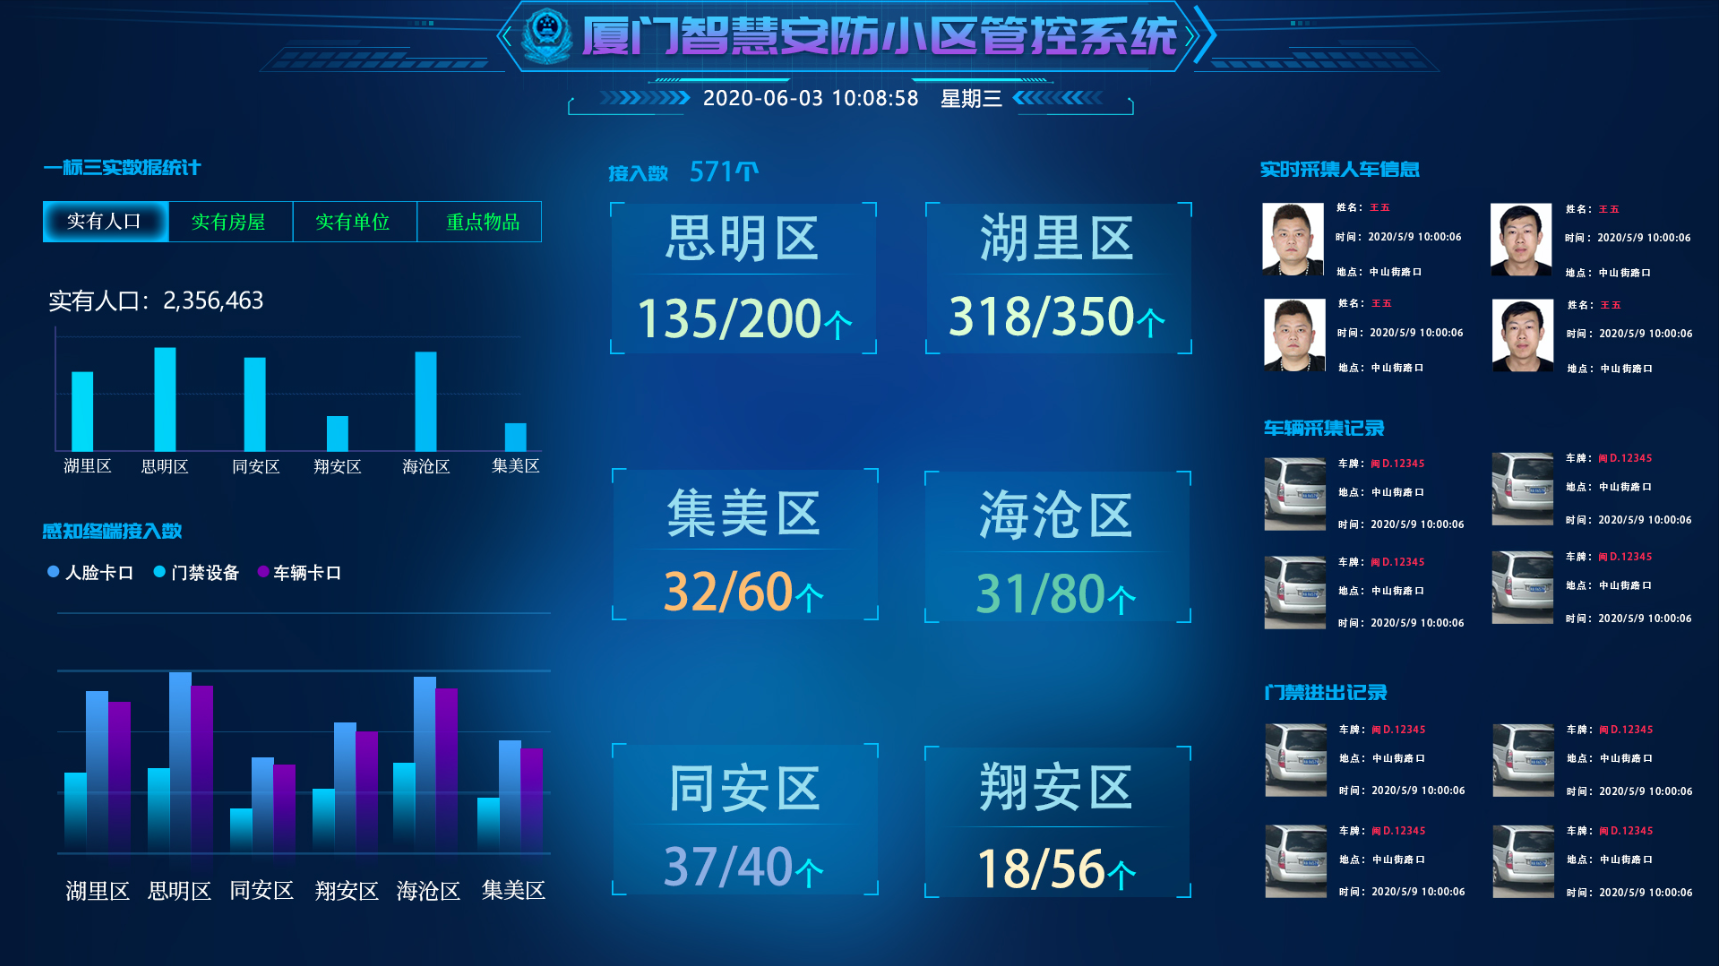 厦门智慧安防小区管控系统
2020-06-03 10:08:58 星期三
一标三实数据统计
实有人口 实有房屋 实有单位 重点物品
实有人口：2,356,463
湖里区 思明区 同安区 翔安区 海沧区 集美区
感知终端接入数
人脸卡口 门禁设备 车辆卡口
湖里区 思明区 同安区 翔安区 海沧区 集美区
接入数 571个
思明区
135/200个
湖里区
318/350个
集美区
32/60个
海沧区
31/80个
同安区
37/40个
翔安区
18/56个
实时采集人车信息
姓名：王五
时间：2020/5/9 10:00:06
地点：中山街路口
姓名：王五
时间：2020/5/9 10:00:06
地点：中山街路口
姓名：王五
时间：2020/5/9 10:00:06
地点：中山街路口
姓名：王五
时间：2020/5/9 10:00:06
地点：中山街路口
车辆采集记录
车牌：闽D.12345
地点：中山街路口
时间：2020/5/9 10:00:06
车牌：闽D.12345
地点：中山街路口
时间：2020/5/9 10:00:06
车牌：闽D.12345
地点：中山街路口
时间：2020/5/9 10:00:06
车牌：闽D.12345
地点：中山街路口
时间：2020/5/9 10:00:06
门禁进出记录
车牌：闽D.12345
地点：中山街路口
时间：2020/5/9 10:00:06
车牌：闽D.12345
地点：中山街路口
时间：2020/5/9 10:00:06
车牌：闽D.12345
地点：中山街路口
时间：2020/5/9 10:00:06
车牌：闽D.12345
地点：中山街路口
时间：2020/5/9 10:00:06